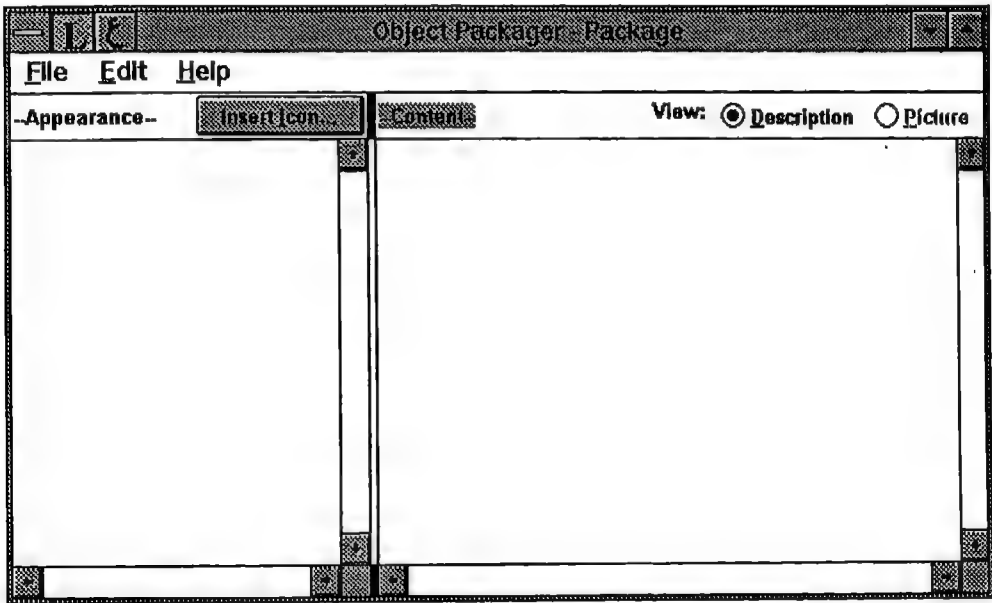 Object Packager - Package
File Edit Help
--Appearance-- Insert Icon... Content-- View: Description Picture